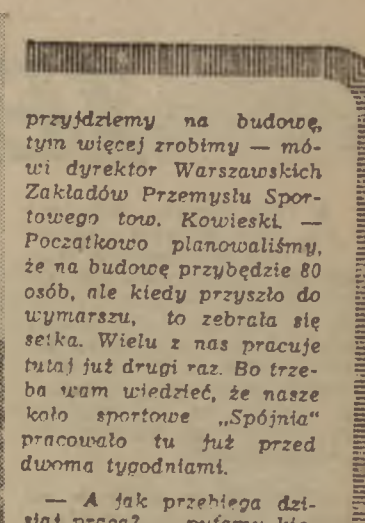 przyjdziemy na budowę,
tym więcej zrobimy — mó-
wi dyrektor Warszawskich
Zakładów Przemysłu Spor-
towego tow. Kowieski. —
Początkowo planowaliśmy,
że na budowę przybędzie 80
osób, ale kiedy przyszło do
wymarszu, to zebrała się
setka. Wielu z nas pracuje
tutaj już drugi raz. Bo trze-
ba wam wiedzieć, że nasze
koło sportowe „Spójnia“
pracowało tu już przed
dwoma tygodniami.
— A jak przebiega dzi-